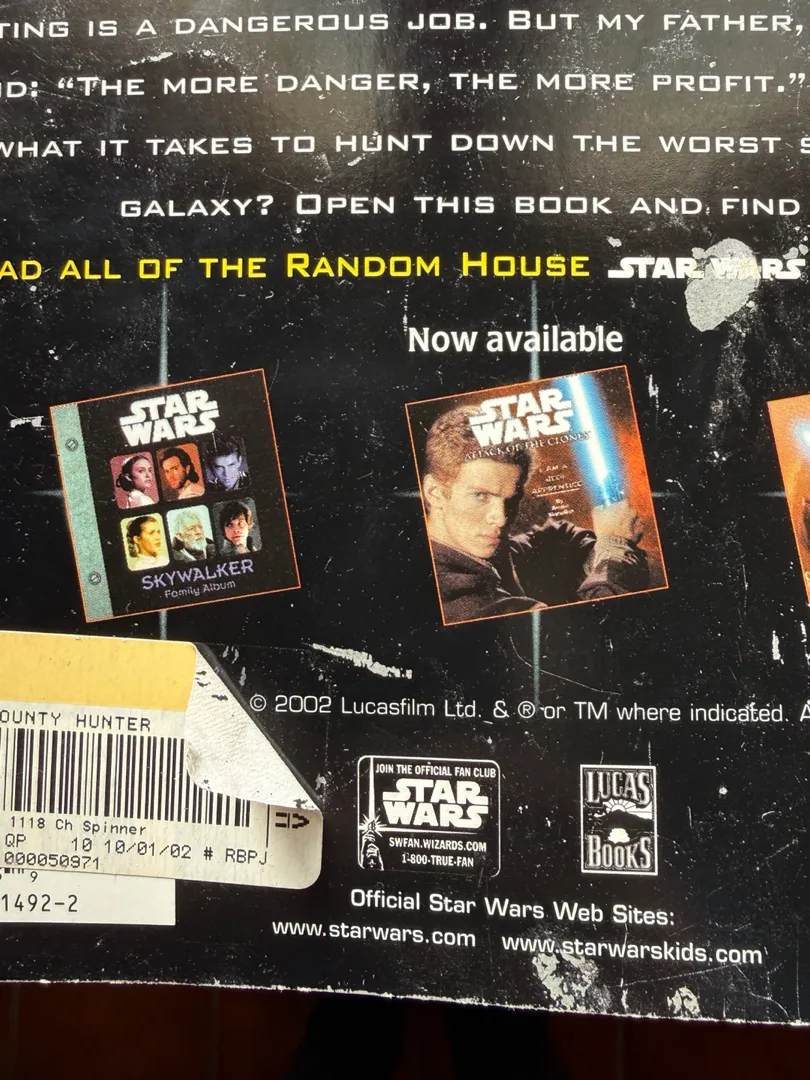 TING IS A DANGEROUS JOB. BUT MY FATHER,
ID: “THE MORE DANGER, THE MORE PROFIT.”
WHAT IT TAKES TO HUNT DOWN THE WORST S
GALAXY? OPEN THIS BOOK AND FIND
AD ALL OF THE RANDOM HOUSE STAR WARS
Now available
STAR
WARS
SKYWALKER
Family Album
STAR
WARS
ATTACK OF THE CLONES
I AM A
JEDI
APPRENTICE
© 2002 Lucasfilm Ltd. & ® or TM where indicated. A
OUNTY HUNTER
1118 Ch Spinner
QP 10 10/01/02 # RBPJ
000050971
9
1492-2
JOIN THE OFFICIAL FAN CLUB
STAR
WARS
SWFAN.WIZARDS.COM
1-800-TRUE-FAN
LUCAS
BOOKS
Official Star Wars Web Sites:
www.starwars.com www.starwarskids.com